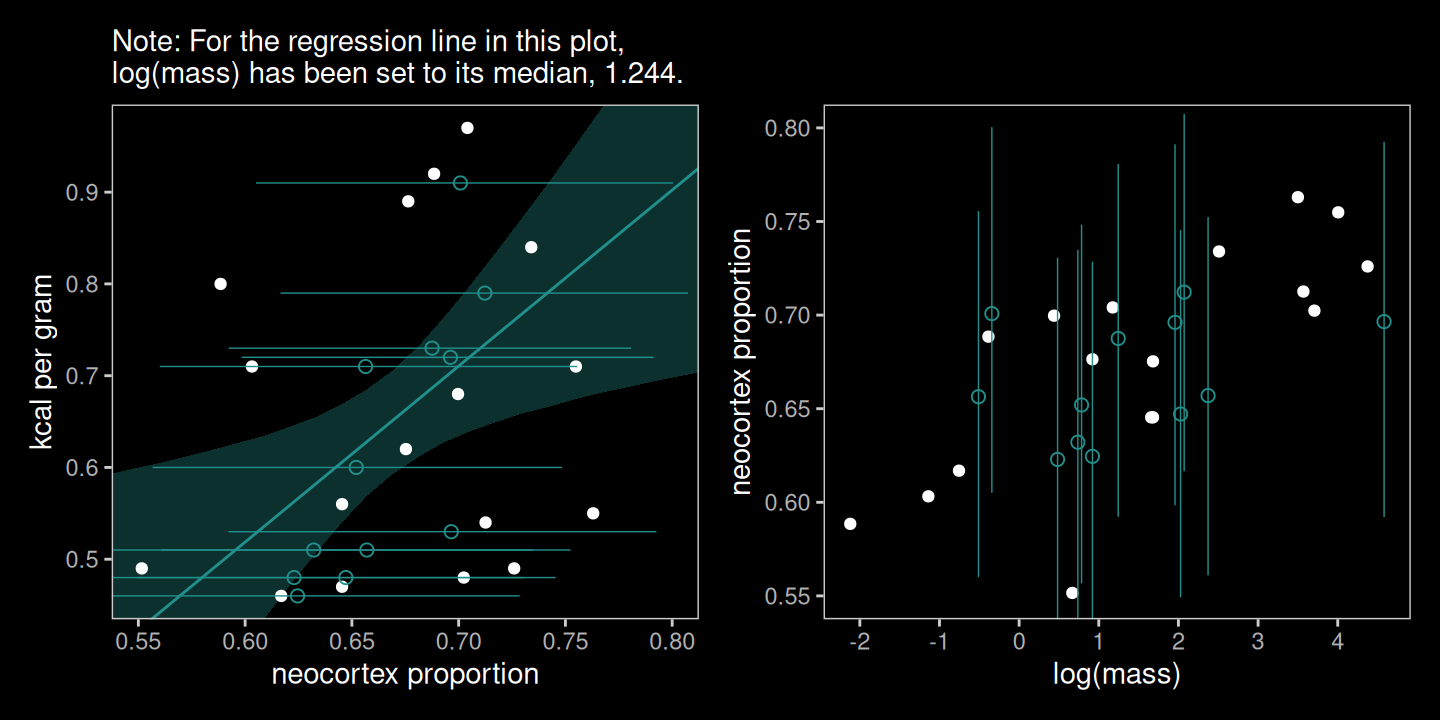 Note: For the regression line in this plot,
log(mass) has been set to its median, 1.244.
kcal per gram
0.9
0.8
0.7
0.6
0.5
0.55 0.60 0.65 0.70 0.75 0.80
neocortex proportion
neocortex proportion
0.80
0.75
0.70
0.65
0.60
0.55
-2 -1 0 1 2 3 4
log(mass)